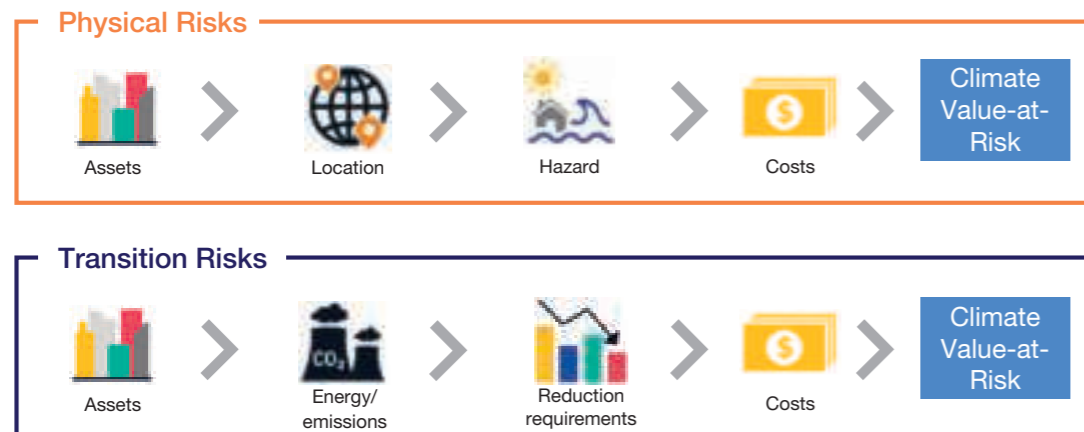 Physical Risks
Assets
Location
Hazard
$
Costs
Climate
Value-at-
Risk
Transition Risks
Assets
CO₂
Energy/
emissions
Reduction
requirements
$
Costs
Climate
Value-at-
Risk